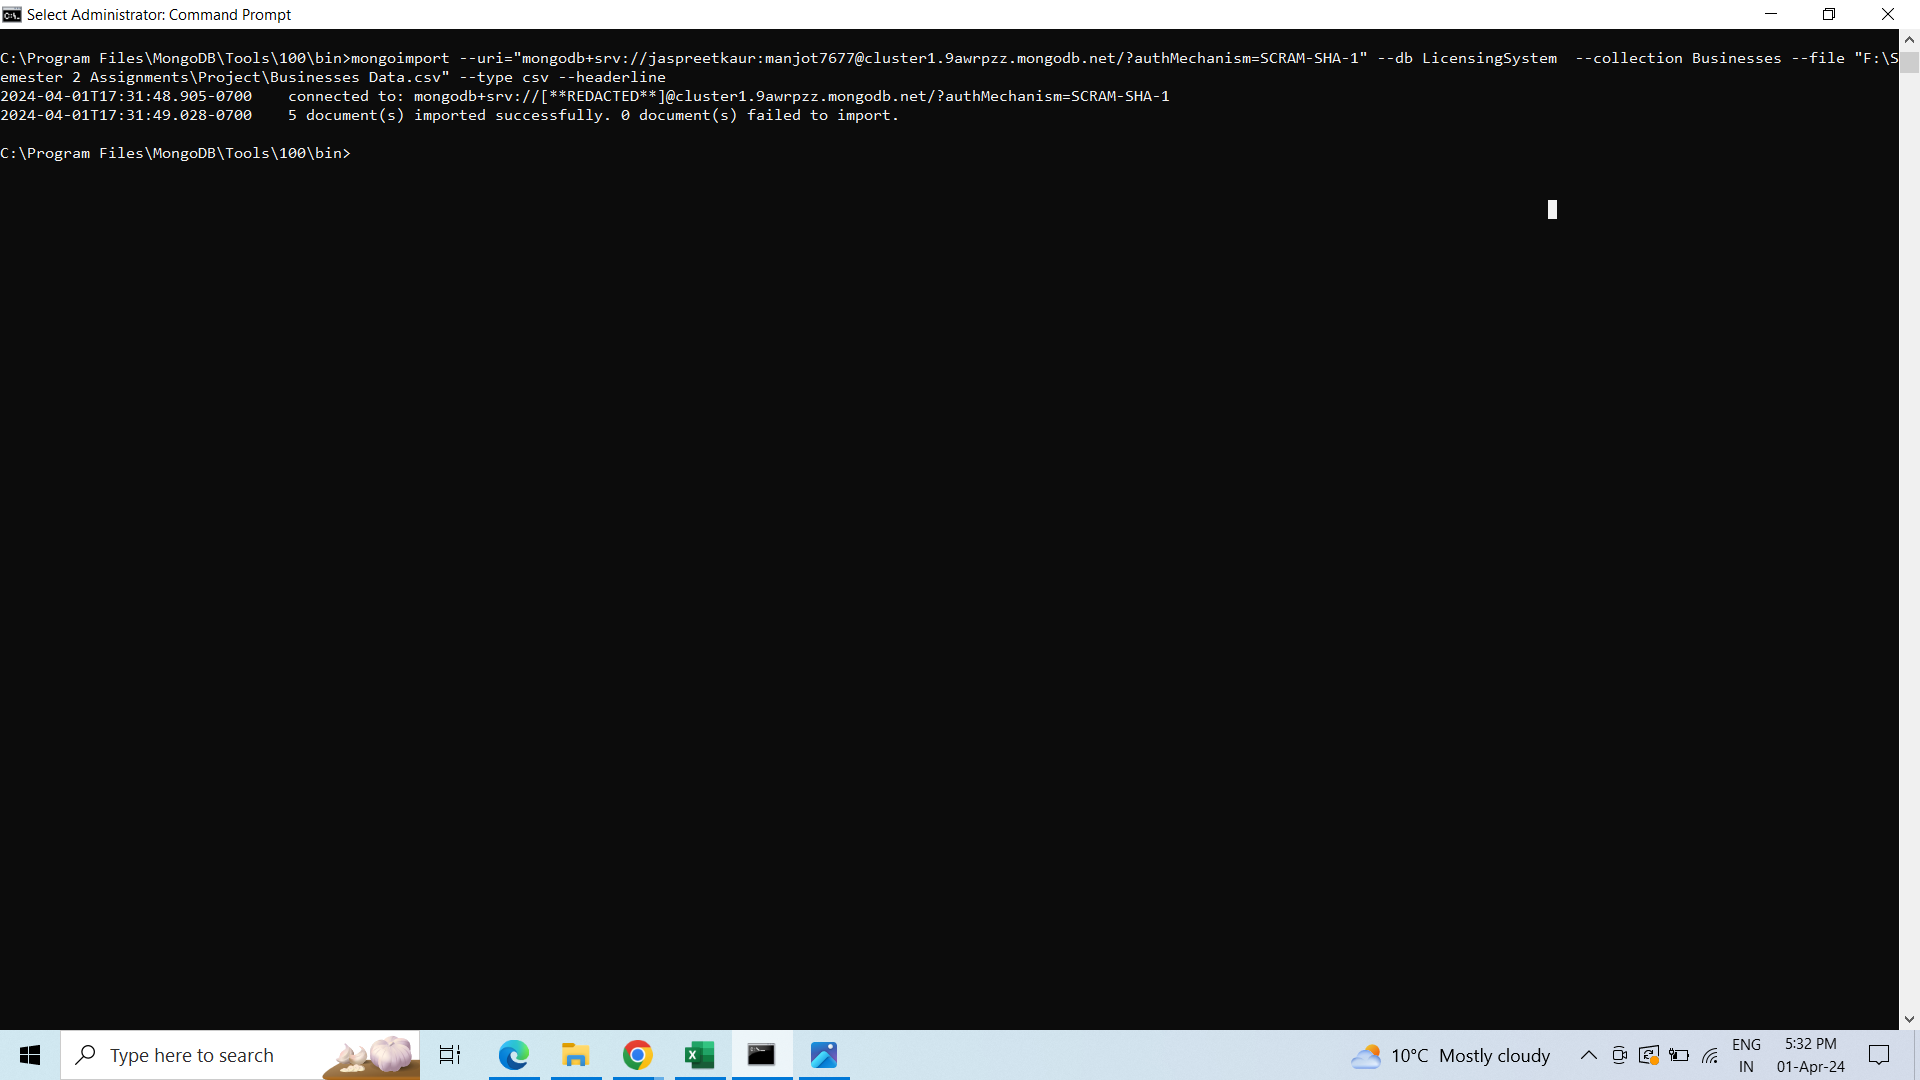 Select Administrator: Command Prompt
C:\Program Files\MongoDB\Tools\100\bin>mongoimport --uri="mongodb+srv://jaspreetkaur:manjot7677@cluster1.9awrpzz.mongodb.net/?authMechanism=SCRAM-SHA-1" --db LicensingSystem  --collection Businesses --file "F:\S
emester 2 Assignments\Project\Businesses Data.csv" --type csv --headerline
2024-04-01T17:31:48.905-0700    connected to: mongodb+srv://[**REDACTED**]@cluster1.9awrpzz.mongodb.net/?authMechanism=SCRAM-SHA-1
2024-04-01T17:31:49.028-0700    5 document(s) imported successfully. 0 document(s) failed to import.
C:\Program Files\MongoDB\Tools\100\bin>
Type here to search
10°C  Mostly cloudy
ENG
IN
5:32 PM
01-Apr-24